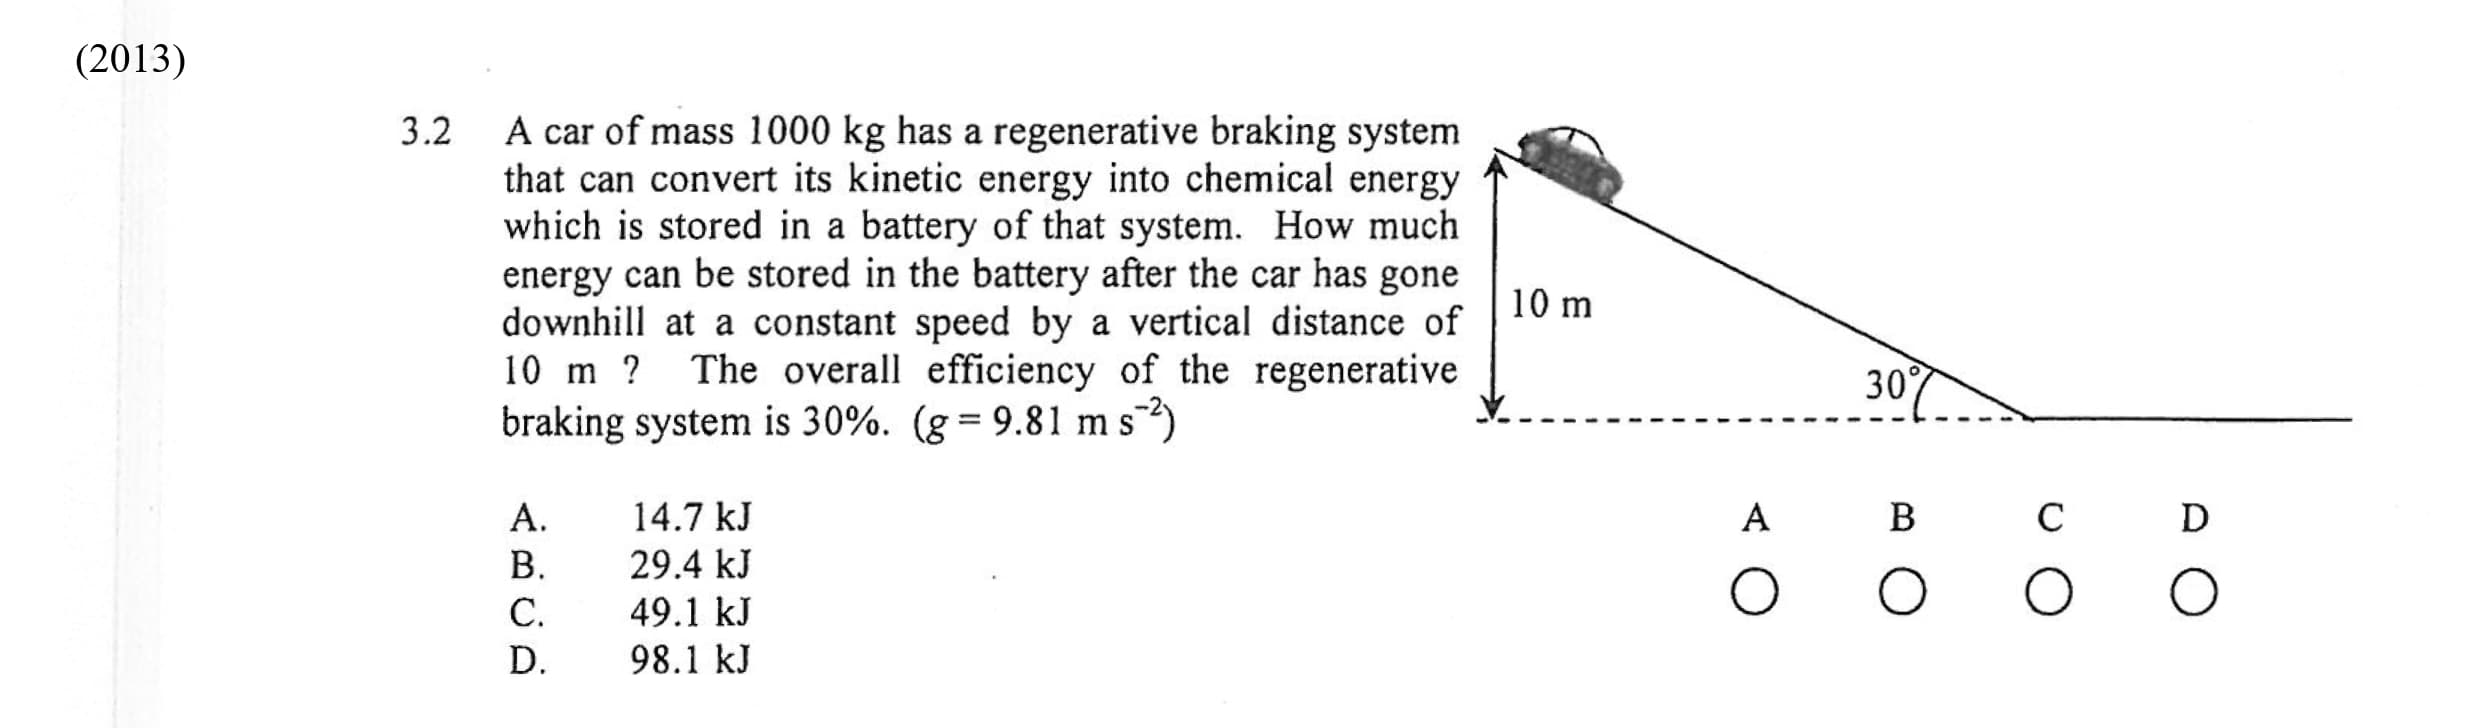 (2013)
3.2 A car of mass 1000 kg has a regenerative braking system
that can convert its kinetic energy into chemical energy
which is stored in a battery of that system. How much
energy can be stored in the battery after the car has gone
downhill at a constant speed by a vertical distance of
10 m ? The overall efficiency of the regenerative
braking system is 30%. (g = 9.81 m s⁻²)
10 m
30°
A. 14.7 kJ
B. 29.4 kJ
C. 49.1 kJ
D. 98.1 kJ
A B C D